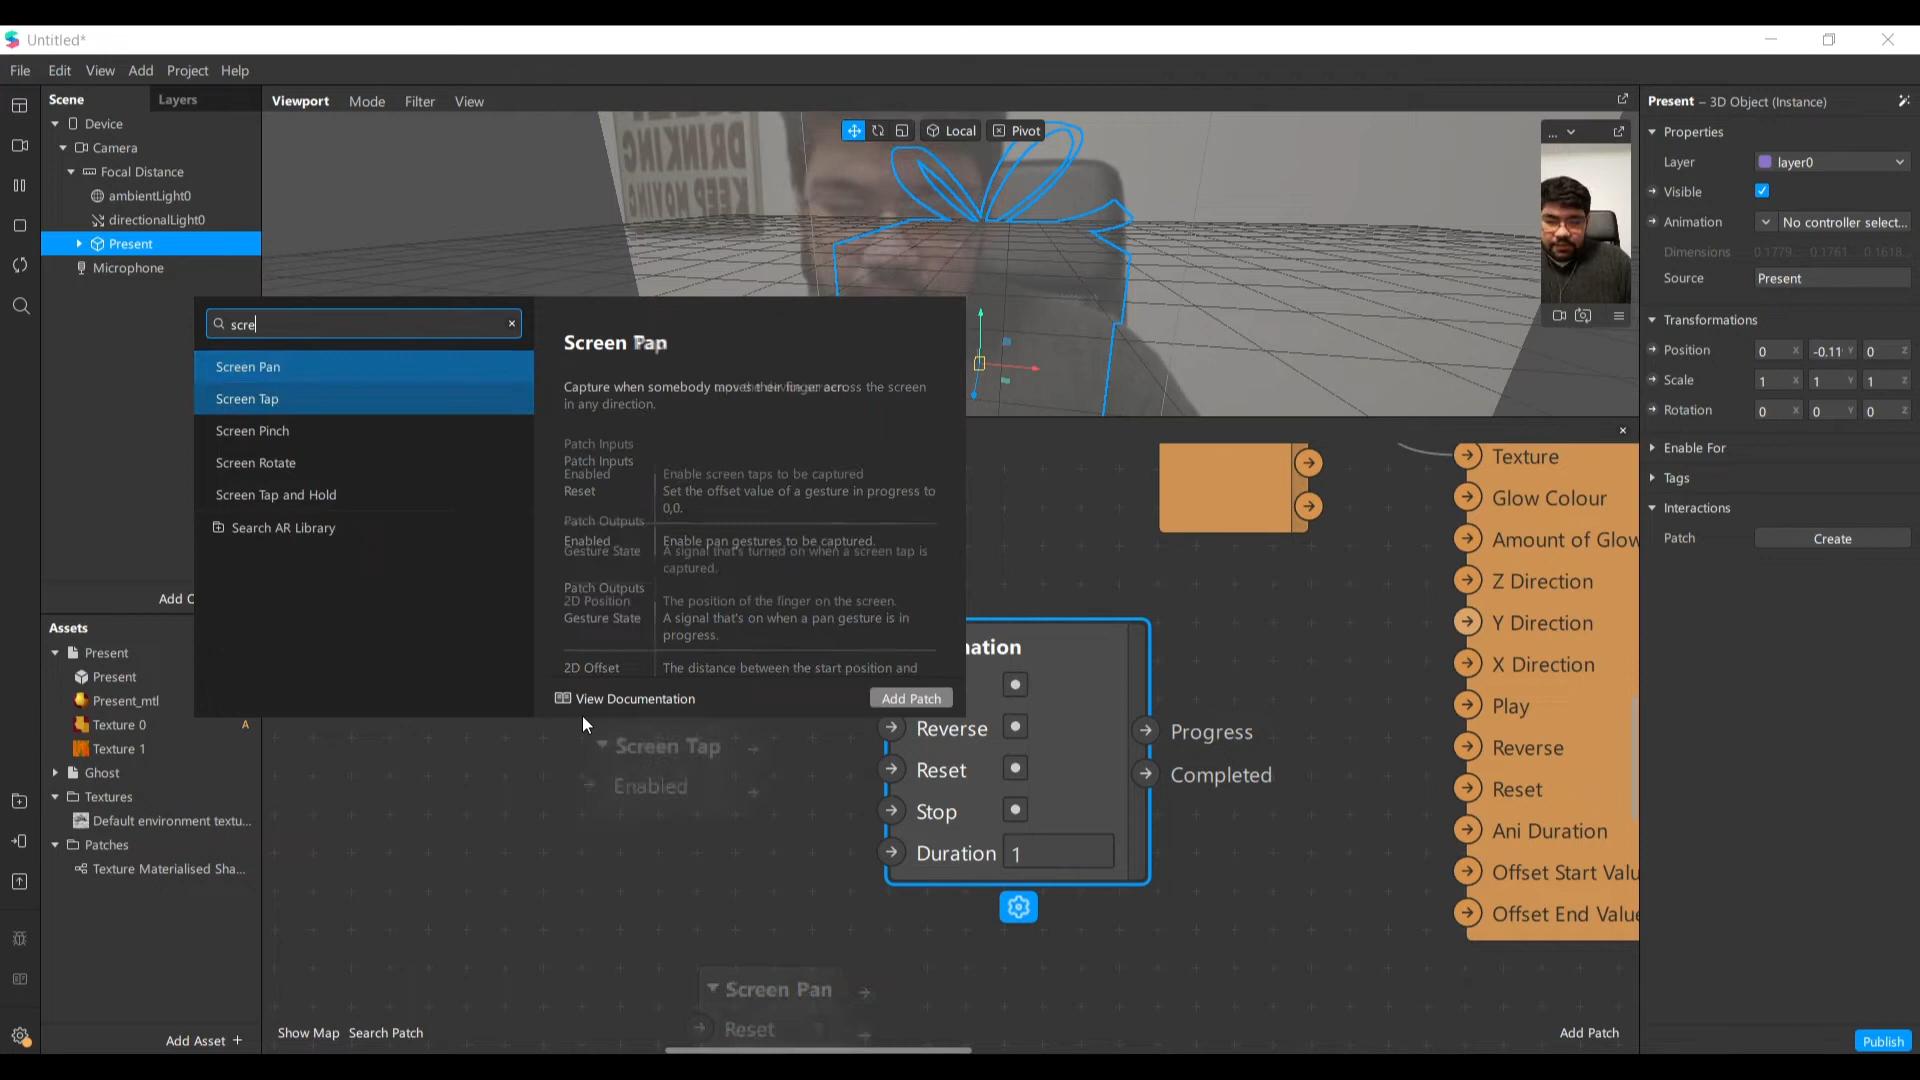 Untitled*
File Edit View Add Project Help
Scene Layers
Viewport Mode Filter View
Present – 3D Object (Instance)
Device
Camera
Focal Distance
ambientLight0
directionalLight0
Present
Microphone
Local Pivot
...
DRINKING
KEEP MOVING
Properties
Layer layer0
Visible
Animation No controller select...
Dimensions 0.1779... 0.1761... 0.1618...
Source Present
Transformations
Position 0 X -0.11 Y 0 Z
Scale 1 X 1 Y 1 Z
Rotation 0 X 0 Y 0 Z
Enable For
Tags
Interactions
Patch Create
scre
Screen Pan
Screen Tap
Screen Pinch
Screen Rotate
Screen Tap and Hold
Search AR Library
Screen
Capture when somebody moves their finger across the screen
in any direction.
Patch Inputs
Patch Inputs
Enabled Enable screen taps to be captured
Reset Set the offset value of a gesture in progress to
0,0.
Patch Outputs
Enabled Enable pan gestures to be captured.
Gesture State A signal that's turned on when a screen tap is
captured.
Patch Outputs
2D Position The position of the finger on the screen.
Gesture State A signal that's on when a pan gesture is in
progress.
2D Offset The distance between the start position and
View Documentation Add Patch
Add O
Assets
Present
Present
Present_mtl
Texture 0 A
Texture 1
Ghost
Textures
Default environment textu...
Patches
Texture Materialised Sha...
Add Asset +
Screen Tap
Enabled
mation
Reverse
Reset
Stop
Duration 1
Progress
Completed
Screen Pan
Reset
Texture
Glow Colour
Amount of Glow
Z Direction
Y Direction
X Direction
Play
Reverse
Reset
Ani Duration
Offset Start Valu
Offset End Value
Show Map Search Patch
Add Patch
Publish